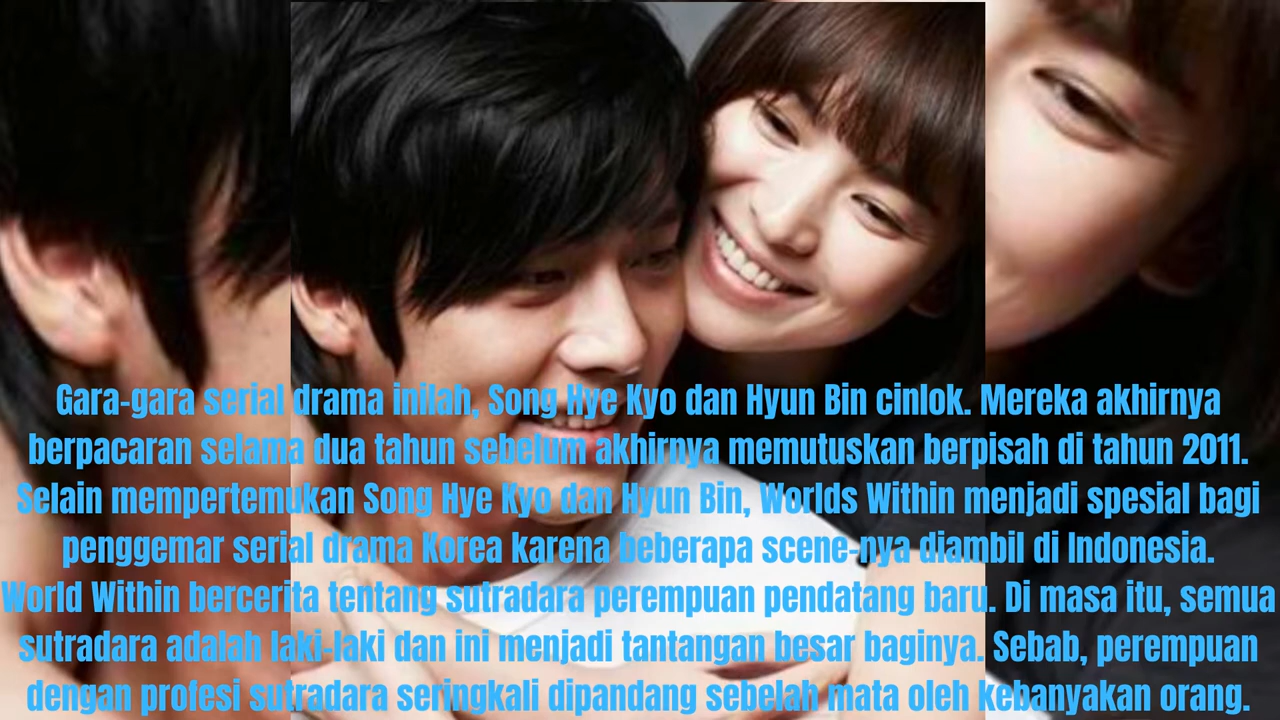 Gara-gara serial drama inilah, Song Hye Kyo dan Hyun Bin cinlok. Mereka akhirnya
berpacaran selama dua tahun sebelum akhirnya memutuskan berpisah di tahun 2011.
Selain mempertemukan Song Hye Kyo dan Hyun Bin, Worlds Within menjadi spesial bagi
penggemar serial drama Korea karena beberapa scene-nya diambil di Indonesia.
World Within bercerita tentang sutradara perempuan pendatang baru. Di masa itu, semua
sutradara adalah laki-laki dan ini menjadi tantangan besar baginya. Sebab, perempuan
dengan profesi sutradara seringkali dipandang sebelah mata oleh kebanyakan orang.